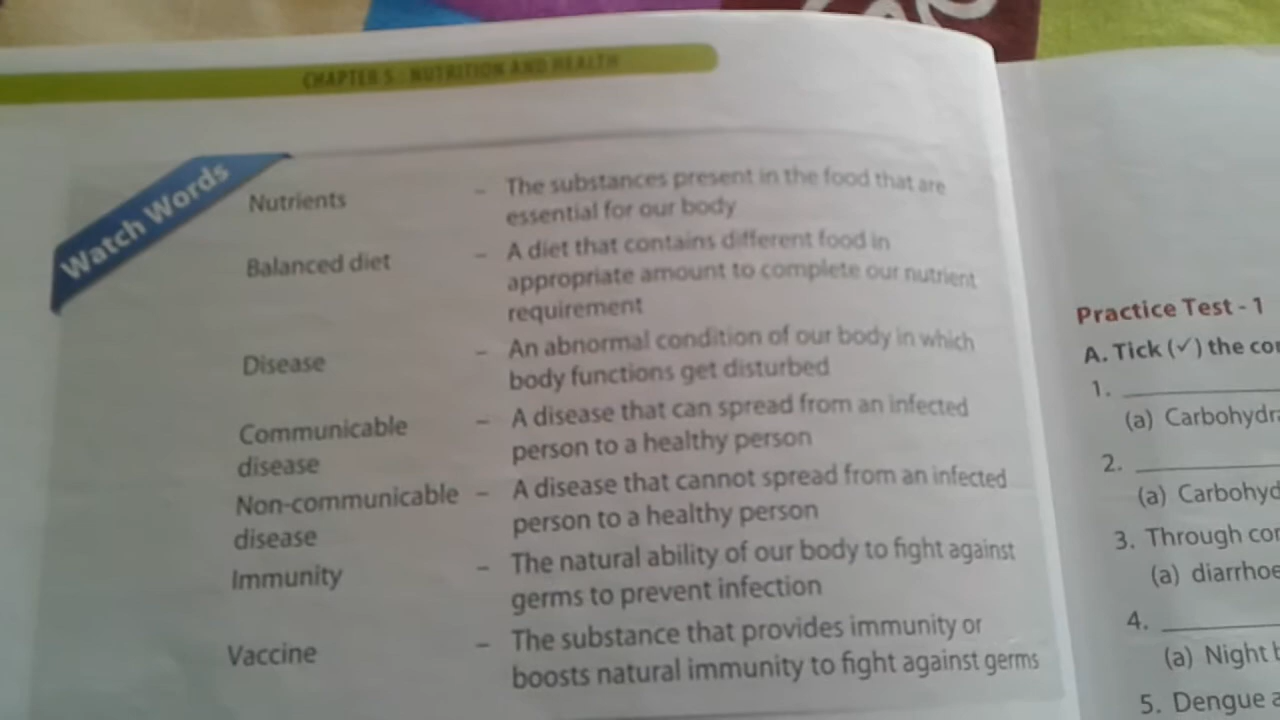 CHAPTER 5 : NUTRITION AND HEALTH
Watch Words
Nutrients – The substances present in the food that are
essential for our body
Balanced diet – A diet that contains different food in
appropriate amount to complete our nutrient
requirement
Disease – An abnormal condition of our body in which
body functions get disturbed
Communicable – A disease that can spread from an infected
disease person to a healthy person
Non-communicable – A disease that cannot spread from an infected
disease person to a healthy person
Immunity – The natural ability of our body to fight against
germs to prevent infection
Vaccine – The substance that provides immunity or
boosts natural immunity to fight against germs
Practice Test - 1
A. Tick (✓) the
1.
(a)
2.
(a)
3. Through
(a)
4.
(a) Night
5. Dengue